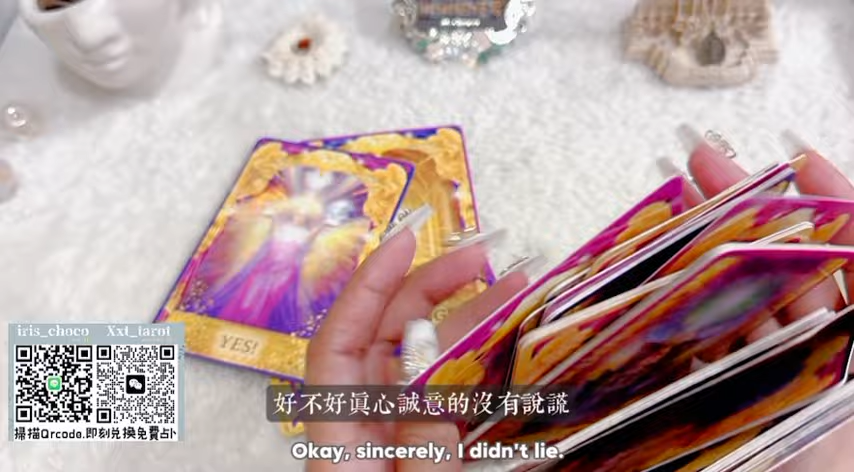 YES!
iris_choco Xxt_tarot
掃描Qrcode.即刻兌換免費占卜
好不好真心誠意的沒有說謊
Okay, sincerely, I didn't lie.